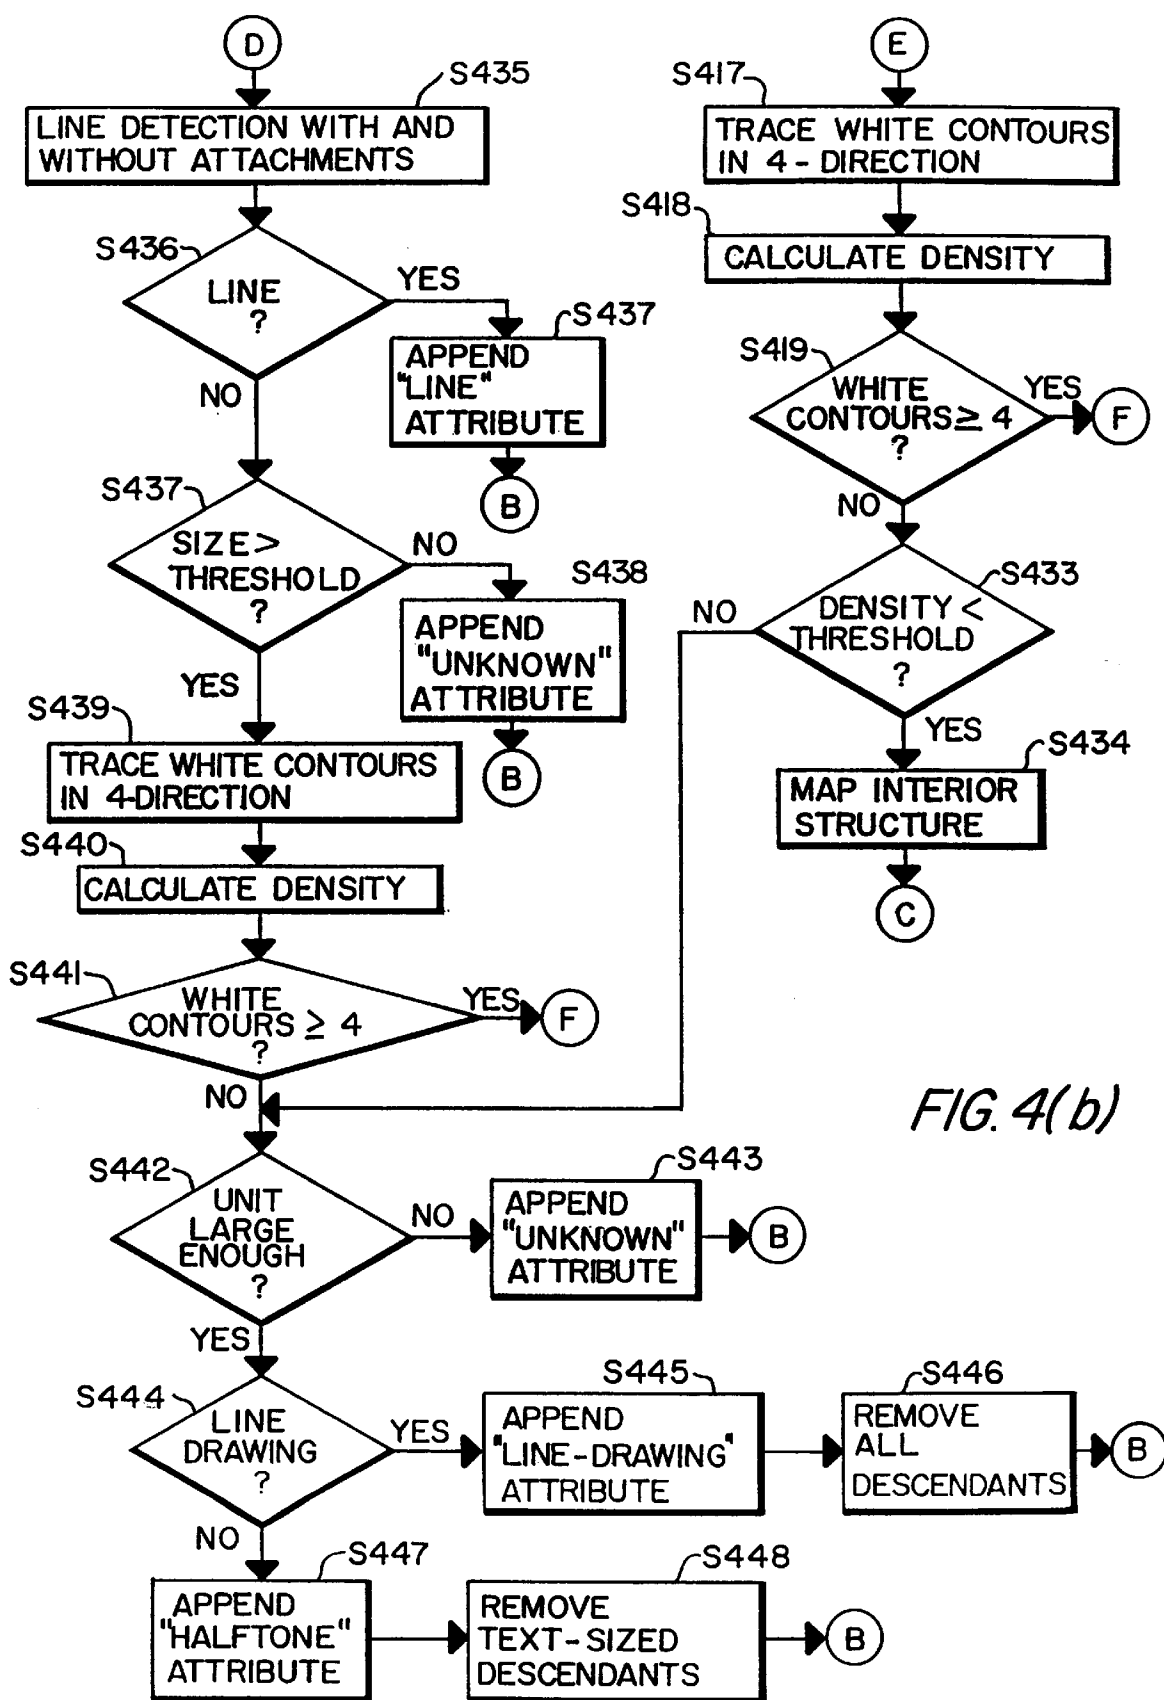 D
S435
LINE DETECTION WITH AND
WITHOUT ATTACHMENTS
S436
LINE
?
YES
NO
S437
APPEND
"LINE"
ATTRIBUTE
B
S437
SIZE >
THRESHOLD
?
NO
YES
S438
APPEND
"UNKNOWN"
ATTRIBUTE
B
S439
TRACE WHITE CONTOURS
IN 4-DIRECTION
S440
CALCULATE DENSITY
S441
WHITE
CONTOURS ≥ 4
?
YES
F
NO
S442
UNIT
LARGE
ENOUGH
?
NO
S443
APPEND
"UNKNOWN"
ATTRIBUTE
B
YES
S444
LINE
DRAWING
?
YES
S445
APPEND
"LINE-DRAWING"
ATTRIBUTE
S446
REMOVE
ALL
DESCENDANTS
B
NO
S447
APPEND
"HALFTONE"
ATTRIBUTE
S448
REMOVE
TEXT-SIZED
DESCENDANTS
B
E
S417
TRACE WHITE CONTOURS
IN 4-DIRECTION
S418
CALCULATE DENSITY
S419
WHITE
CONTOURS ≥ 4
?
YES
F
NO
S433
DENSITY <
THRESHOLD
?
NO
YES
S434
MAP INTERIOR
STRUCTURE
C
FIG. 4(b)